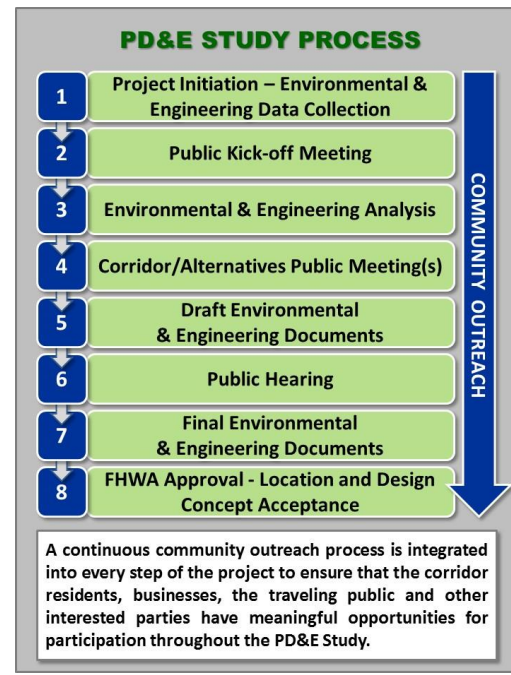 PD&E STUDY PROCESS
1
Project Initiation – Environmental &
Engineering Data Collection
2
Public Kick-off Meeting
3
Environmental & Engineering Analysis
4
Corridor/Alternatives Public Meeting(s)
5
Draft Environmental
& Engineering Documents
6
Public Hearing
7
Final Environmental
& Engineering Documents
8
FHWA Approval - Location and Design
Concept Acceptance
COMMUNITY OUTREACH
A continuous community outreach process is integrated
into every step of the project to ensure that the corridor
residents, businesses, the traveling public and other
interested parties have meaningful opportunities for
participation throughout the PD&E Study.